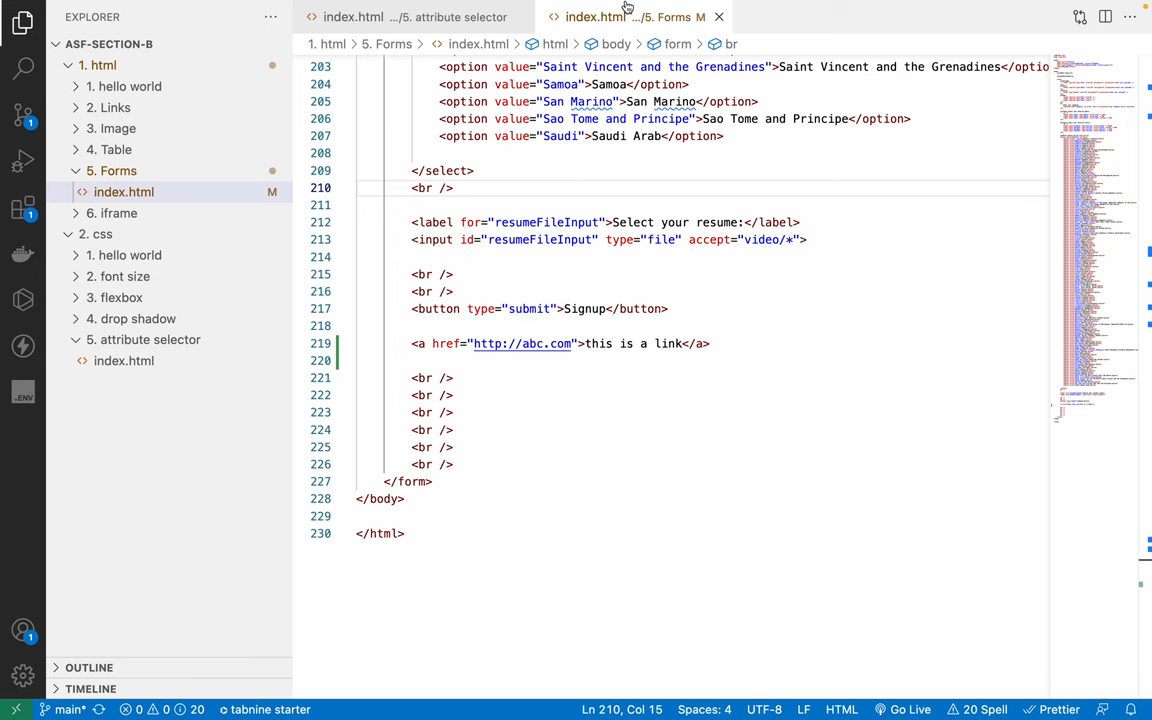 EXPLORER
index.html .../5. attribute selector
index.html .../5. Forms M
ASF-SECTION-B
1. html > 5. Forms > index.html > html > body > form > br
1. html
1. hello world
2. Links
3. Image
4. Table
5. Forms
index.html M
6. iframe
2. css
1. hello world
2. font size
3. flexbox
4. drop shadow
5. attribute selector
index.html
OUTLINE
TIMELINE
1
1
.ENV
1
203 <option value="Saint Vincent and the Grenadines">Saint Vincent and the Grenadines</optio
204 <option value="Samoa">Samoa</option>
205 <option value="San Marino">San Marino</option>
206 <option value="Sao Tome and Principe">Sao Tome and Principe</option>
207 <option value="Saudi">Saudi Arab</option>
208
209 </select>
210 <br />
211
212 <label for="resumeFileInput">Select your resume:</label>
213 <input id="resumeFileInput" type="file" accept="video/*">
214
215 <br />
216 <br />
217 <button type="submit">Signup</button>
218
219 <a href="http://abc.com">this is a link</a>
220
221 <br />
222 <br />
223 <br />
224 <br />
225 <br />
226 <br />
227 </form>
228 </body>
229
230 </html>
main* 0 0 20 tabnine starter Ln 210, Col 15 Spaces: 4 UTF-8 LF HTML Go Live 20 Spell Prettier